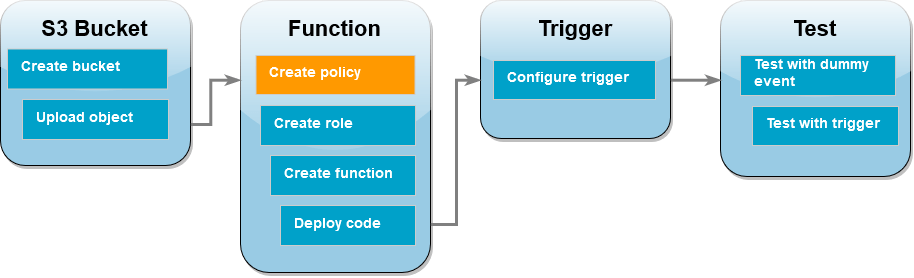 S3 Bucket
Create bucket
Upload object
Function
Create policy
Create role
Create function
Deploy code
Trigger
Configure trigger
Test
Test with dummy
event
Test with trigger